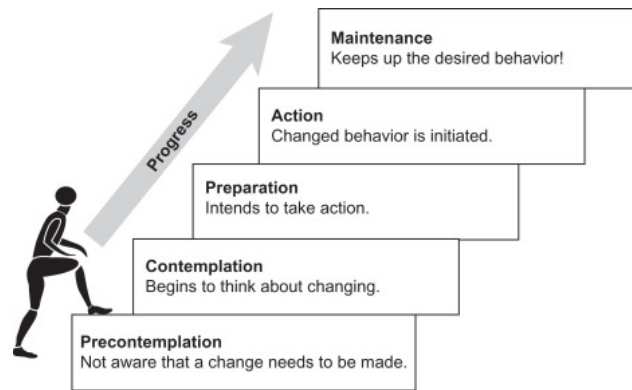 Maintenance
Keeps up the desired behavior!
Action
Changed behavior is initiated.
Progress
Preparation
Intends to take action.
Contemplation
Begins to think about changing.
Precontemplation
Not aware that a change needs to be made.